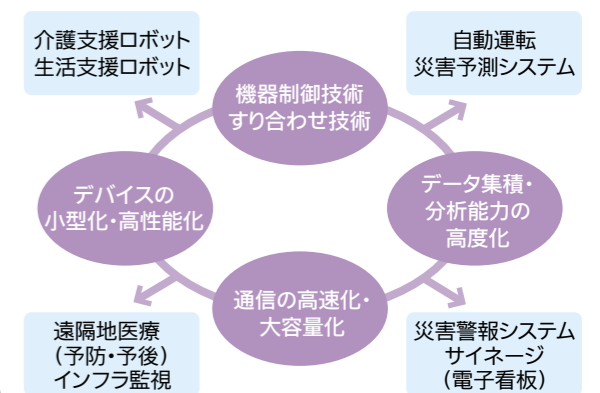 介護支援ロボット
生活支援ロボット
自動運転
災害予測システム
機器制御技術
すり合わせ技術
デバイスの
小型化・高性能化
データ集積・
分析能力の
高度化
通信の高速化・
大容量化
遠隔地医療
（予防・予後）
インフラ監視
災害警報システム
サイネージ
（電子看板）